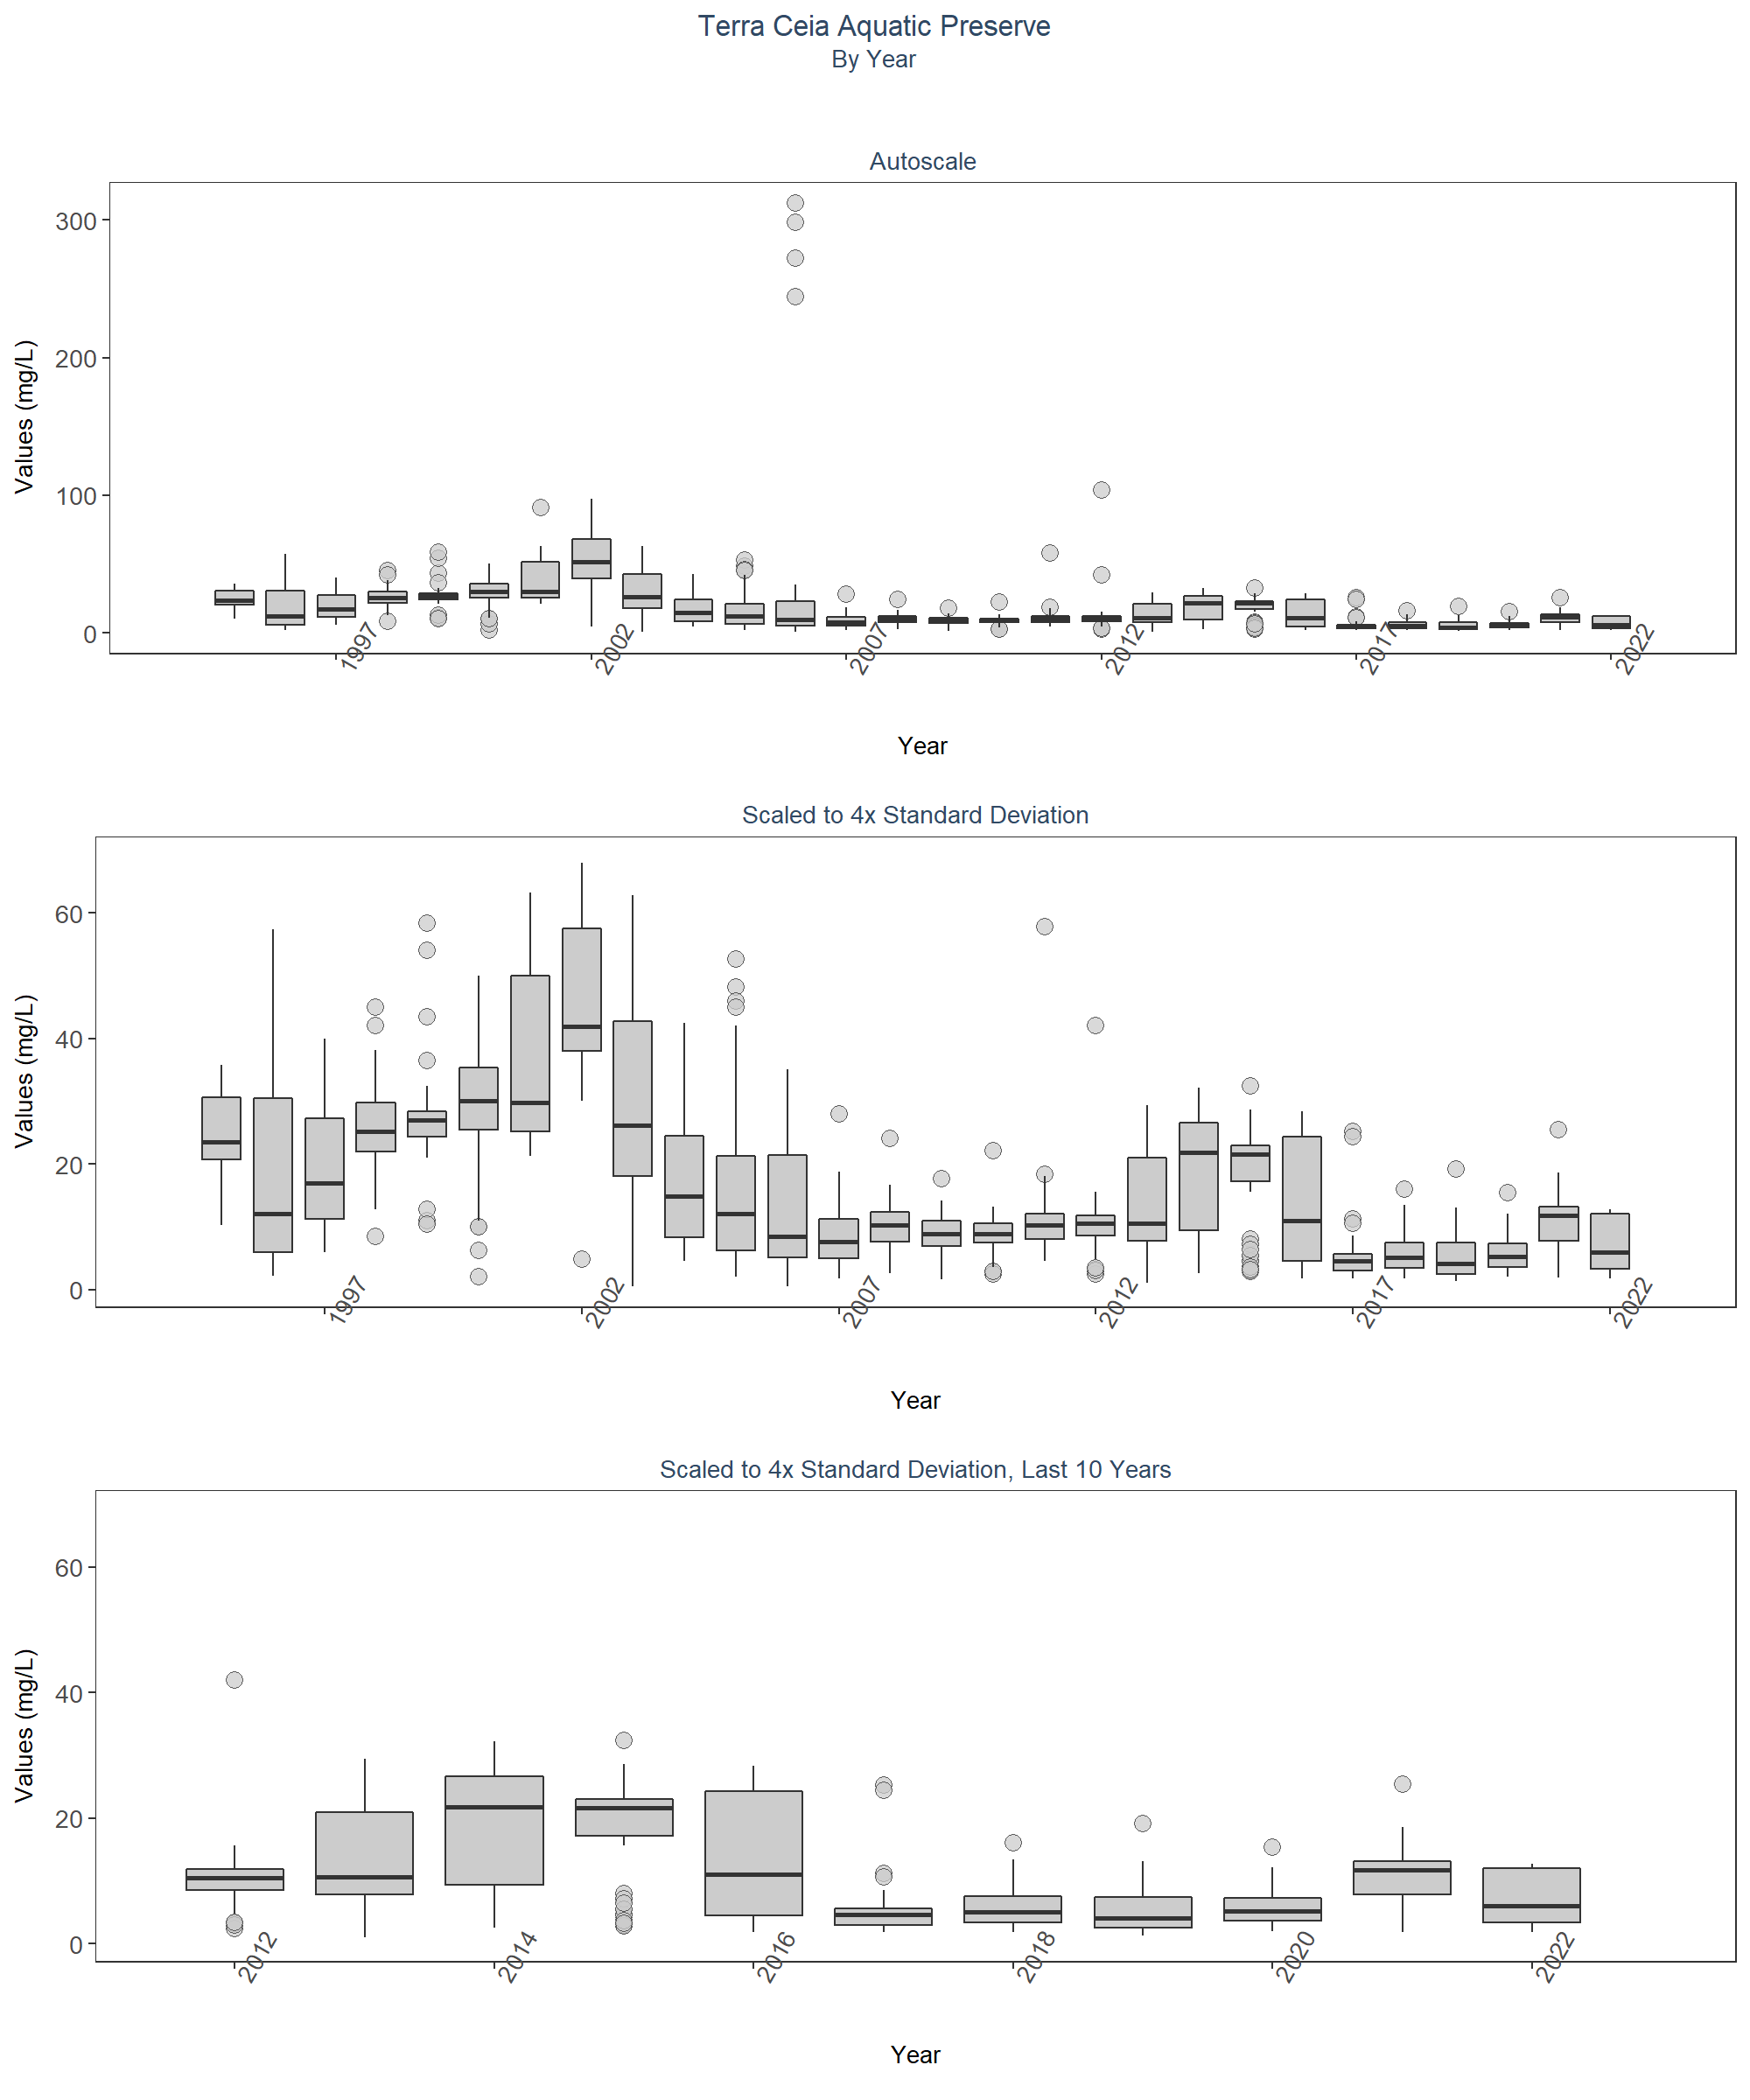 Terra Ceia Aquatic Preserve
By Year
Autoscale
Values (mg/L)
300
200
100
0
1997 2002 2007 2012 2017 2022
Year
Scaled to 4x Standard Deviation
Values (mg/L)
60
40
20
0
1997 2002 2007 2012 2017 2022
Year
Scaled to 4x Standard Deviation, Last 10 Years
Values (mg/L)
60
40
20
0
2012 2014 2016 2018 2020 2022
Year